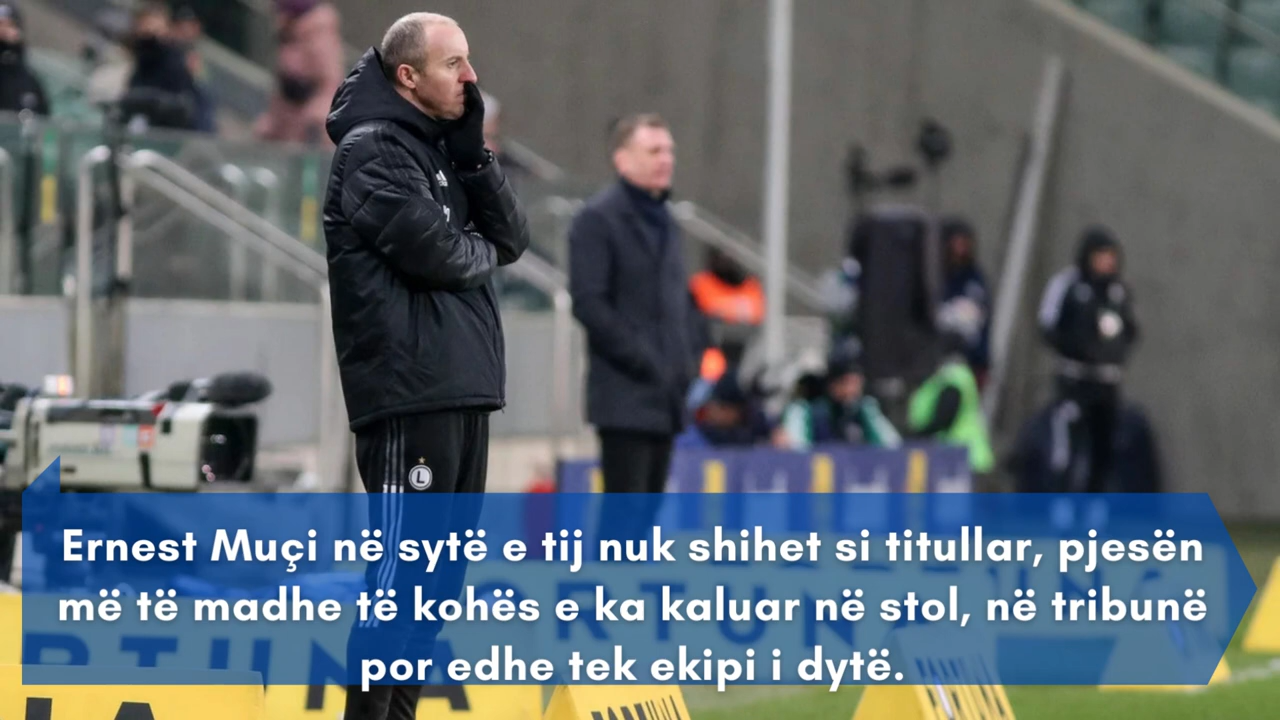 Ernest Muçi në sytë e tij nuk shihet si titullar, pjesën
më të madhe të kohës e ka kaluar në stol, në tribunë
por edhe tek ekipi i dytë.
L
FORTUNA